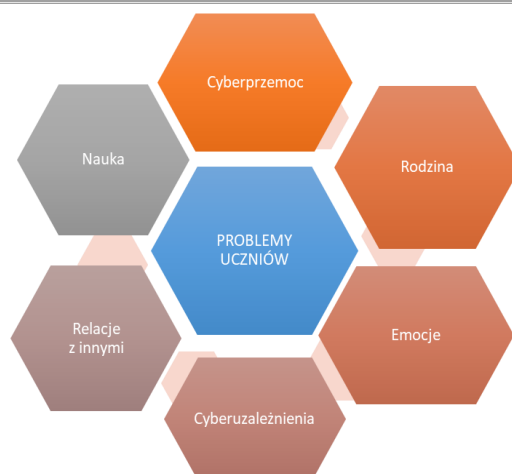 Cyberprzemoc
Nauka
Rodzina
PROBLEMY
UCZNIÓW
Relacje
z innymi
Emocje
Cyberuzależnienia